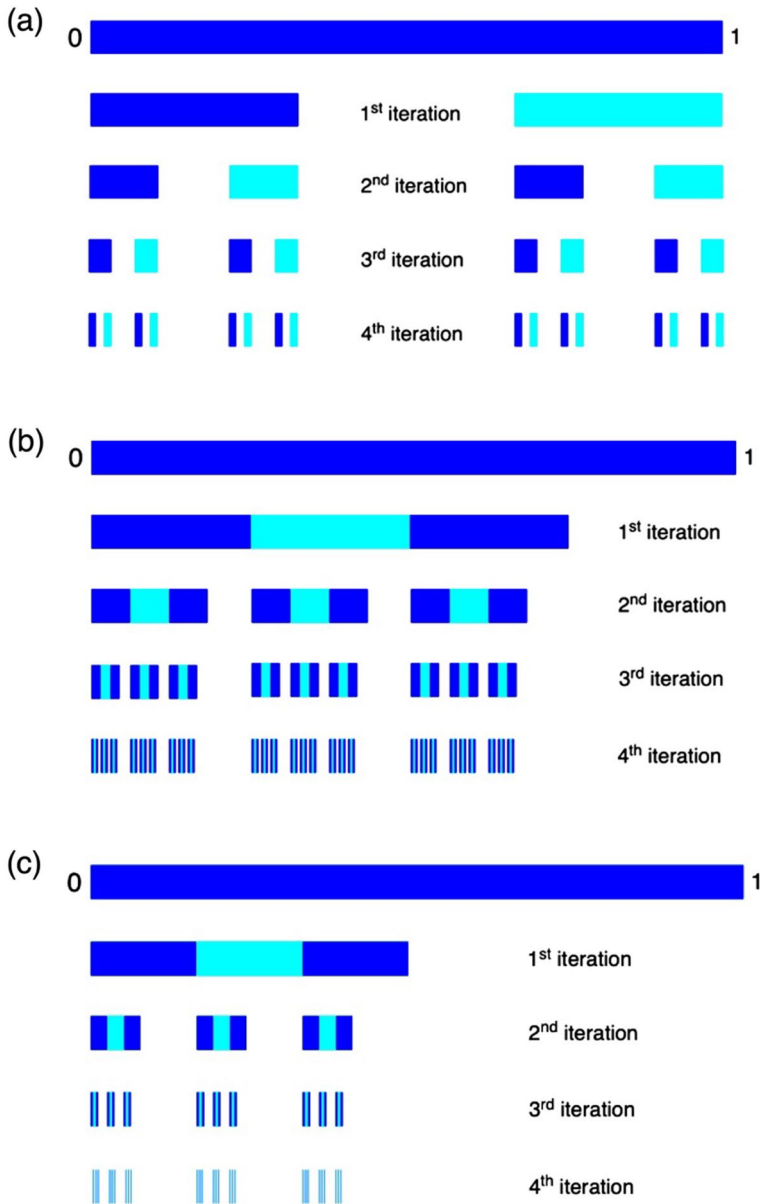 (a)
0 1
1st iteration
2nd iteration
3rd iteration
4th iteration
(b)
0 1
1st iteration
2nd iteration
3rd iteration
4th iteration
(c)
0 1
1st iteration
2nd iteration
3rd iteration
4th iteration